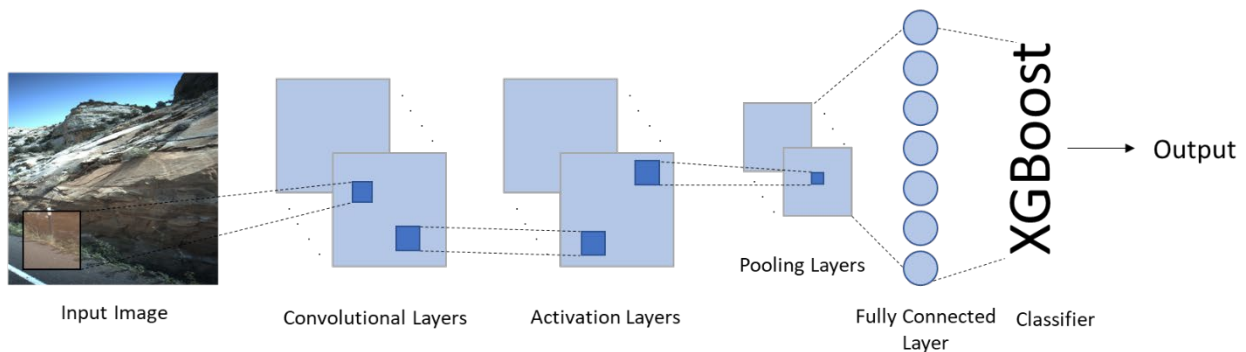 Input Image
Convolutional Layers
Activation Layers
Pooling Layers
Fully Connected
Layer
XGBoost
Classifier
Output